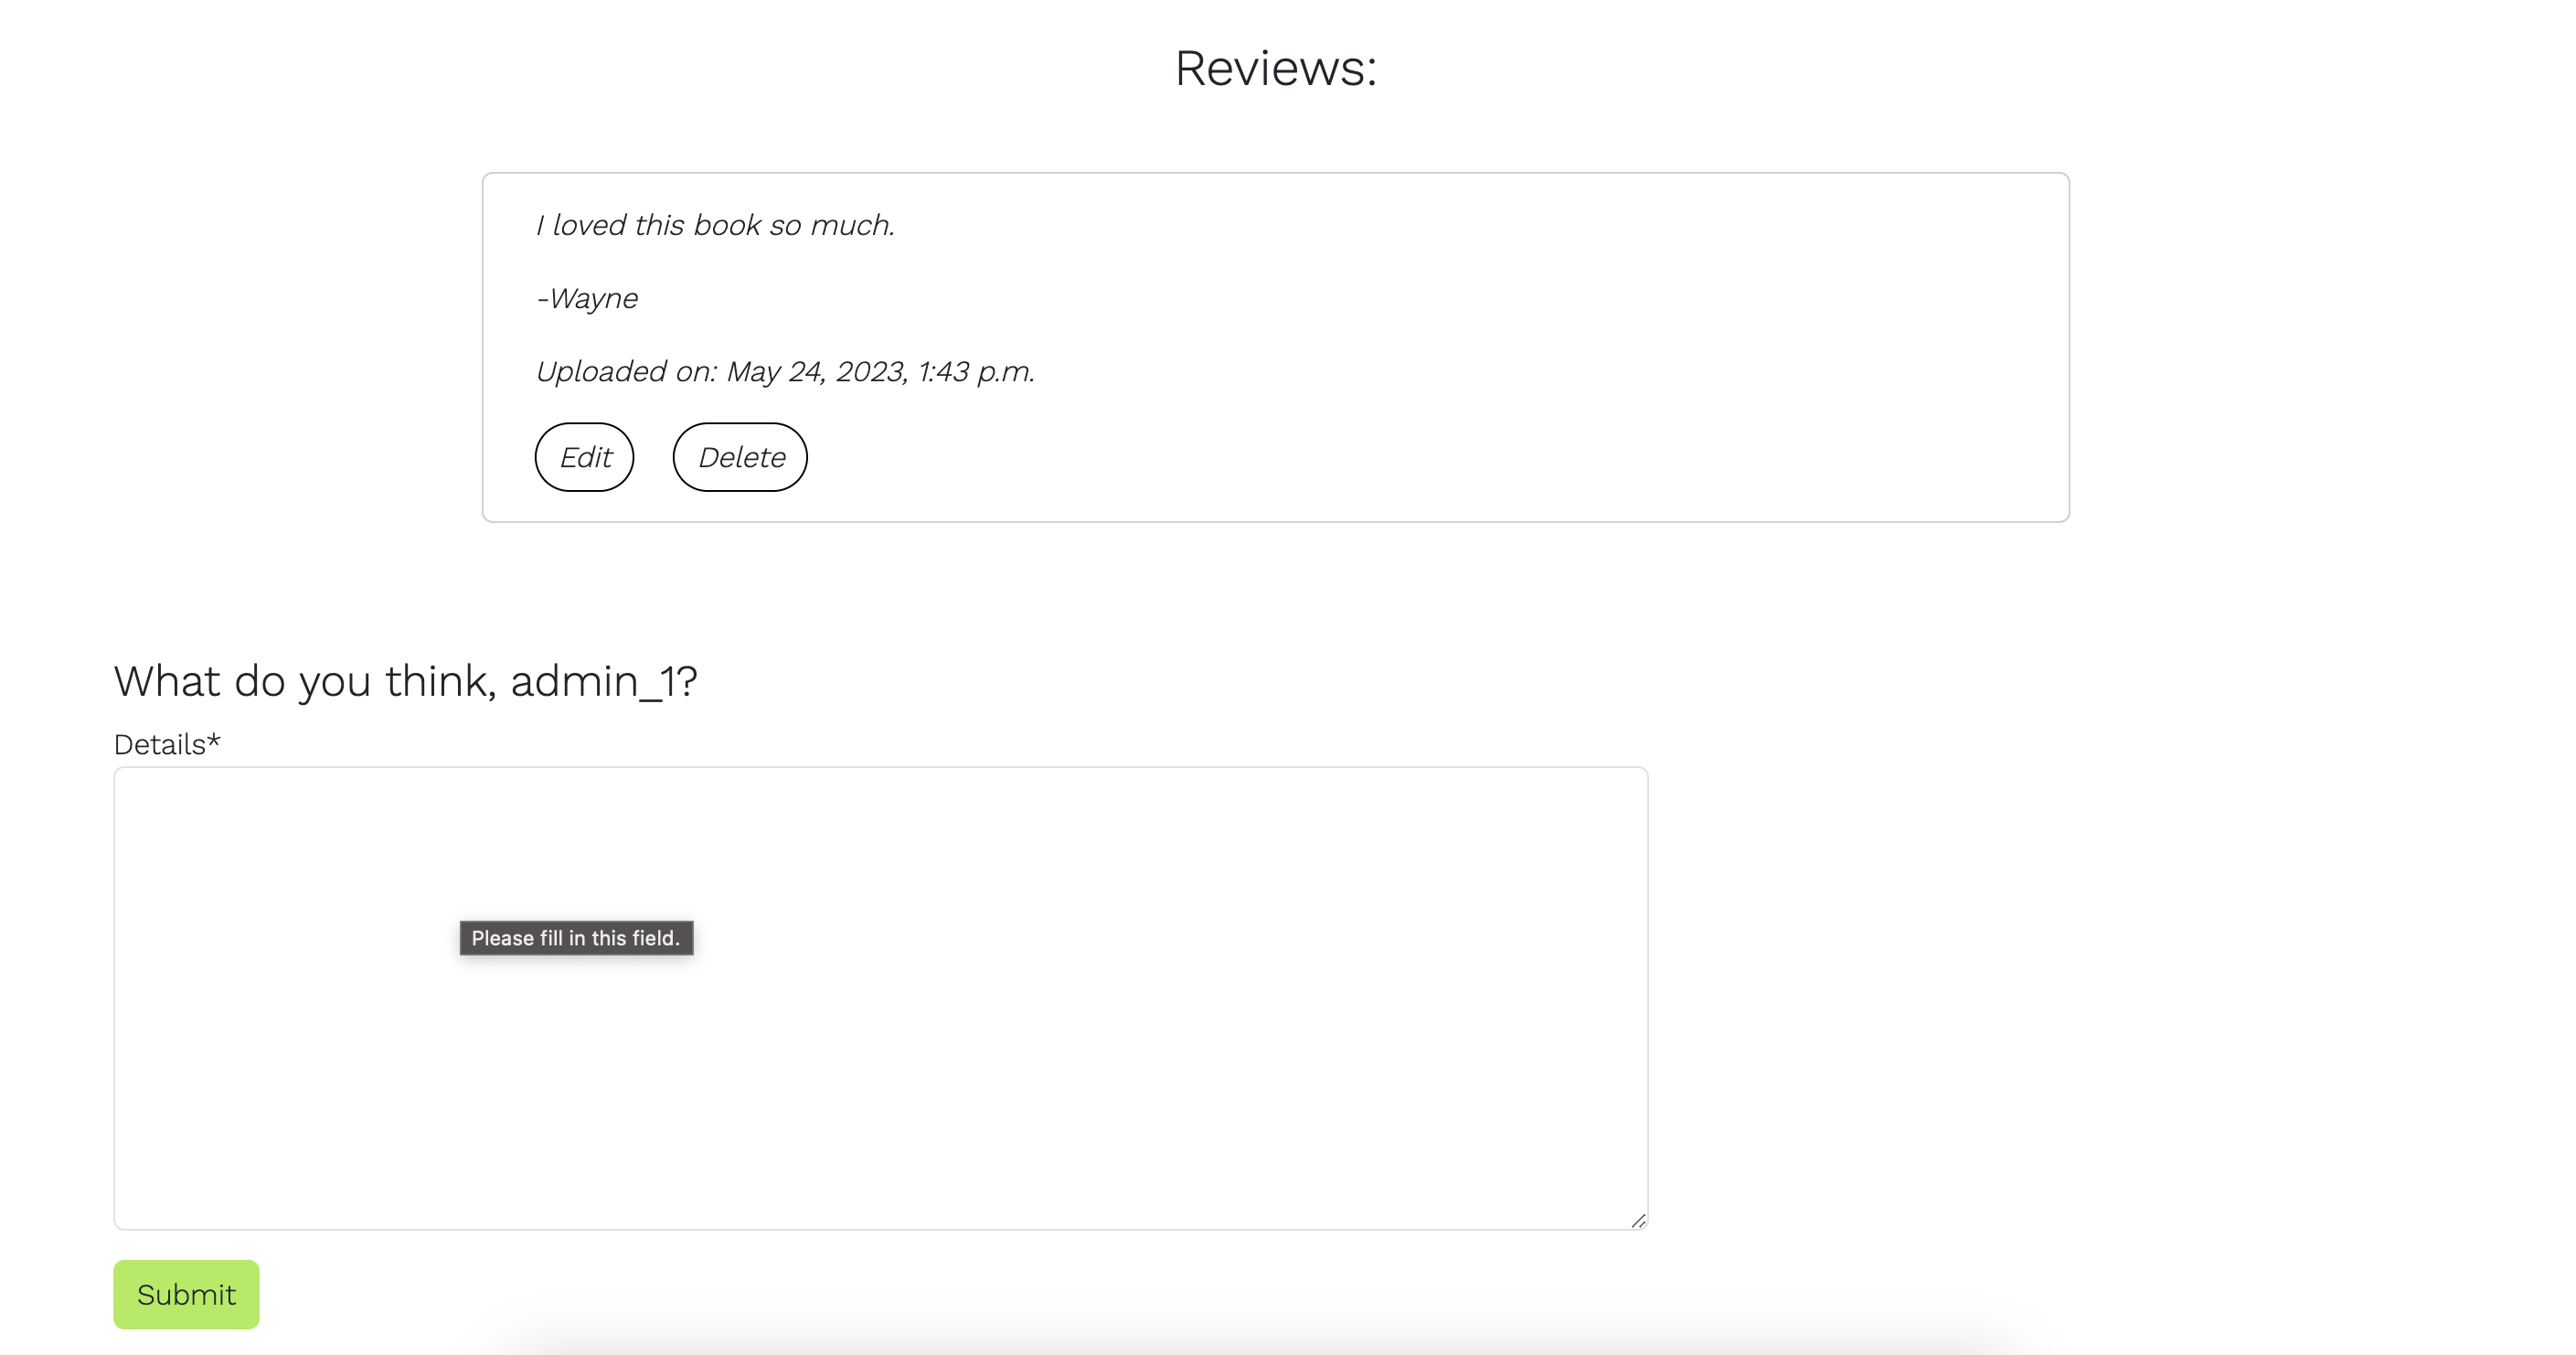 Reviews:
I loved this book so much.
-Wayne
Uploaded on: May 24, 2023, 1:43 p.m.
Edit Delete
What do you think, admin_1?
Details*
Please fill in this field.
Submit